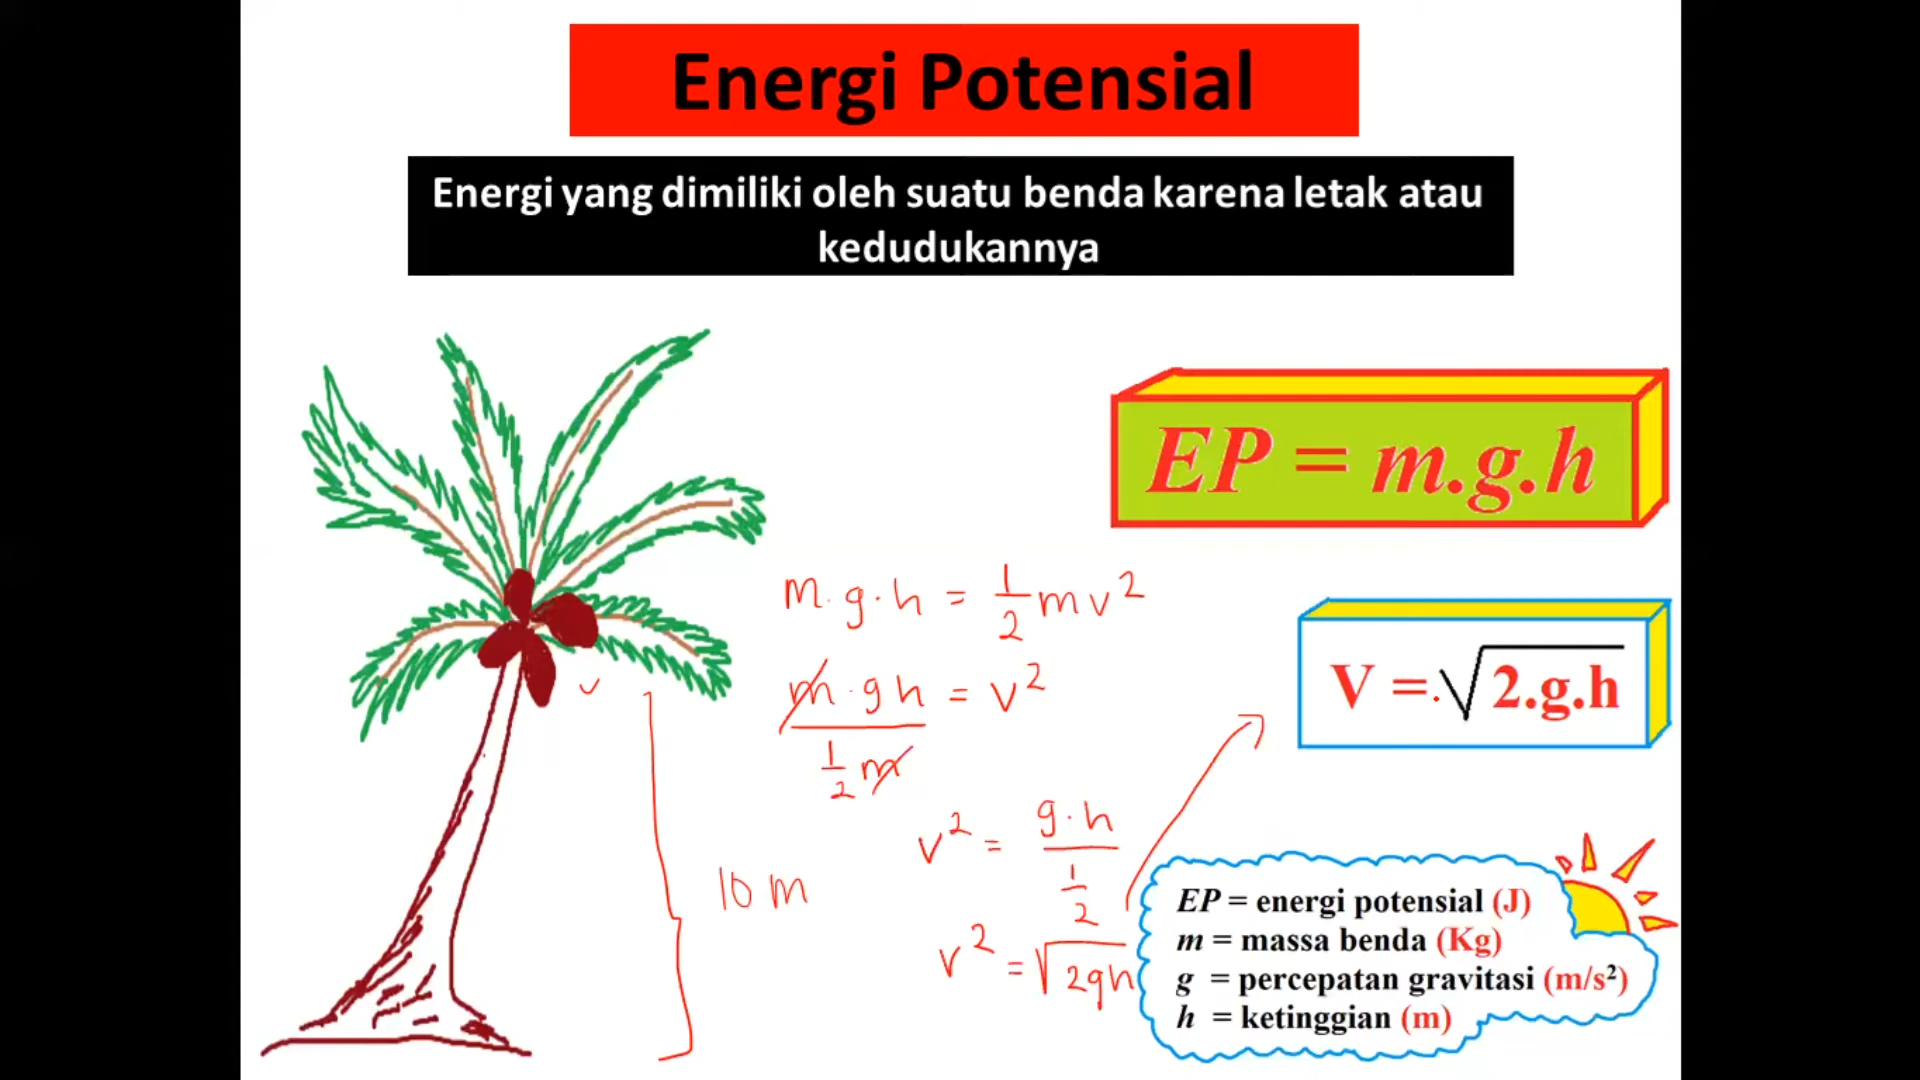 Energi Potensial
Energi yang dimiliki oleh suatu benda karena letak atau
kedudukannya
EP = m.g.h
m.g.h = 1/2 mv²
m.gh / 1/2 m = v²
V = √2.g.h
v² = g.h / 1/2
10 m
v² = √2gh
EP = energi potensial (J)
m = massa benda (Kg)
g = percepatan gravitasi (m/s²)
h = ketinggian (m)